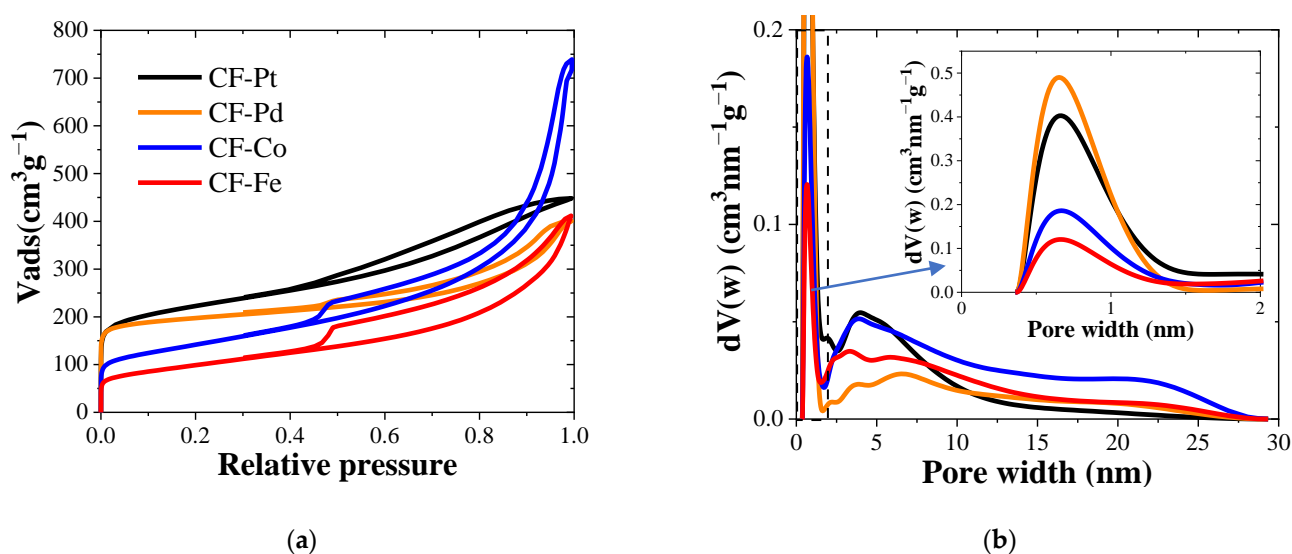 Vads(cm³g⁻¹)
800
700
600
500
400
300
200
100
0
CF-Pt
CF-Pd
CF-Co
CF-Fe
0.0 0.2 0.4 0.6 0.8 1.0
Relative pressure
(a)
dV(w) (cm³nm⁻¹g⁻¹)
0.2
0.1
0.0
dV(w) (cm³nm⁻¹g⁻¹)
0.5
0.4
0.3
0.2
0.1
0.0
0 1 2
Pore width (nm)
0 5 10 15 20 25 30
Pore width (nm)
(b)